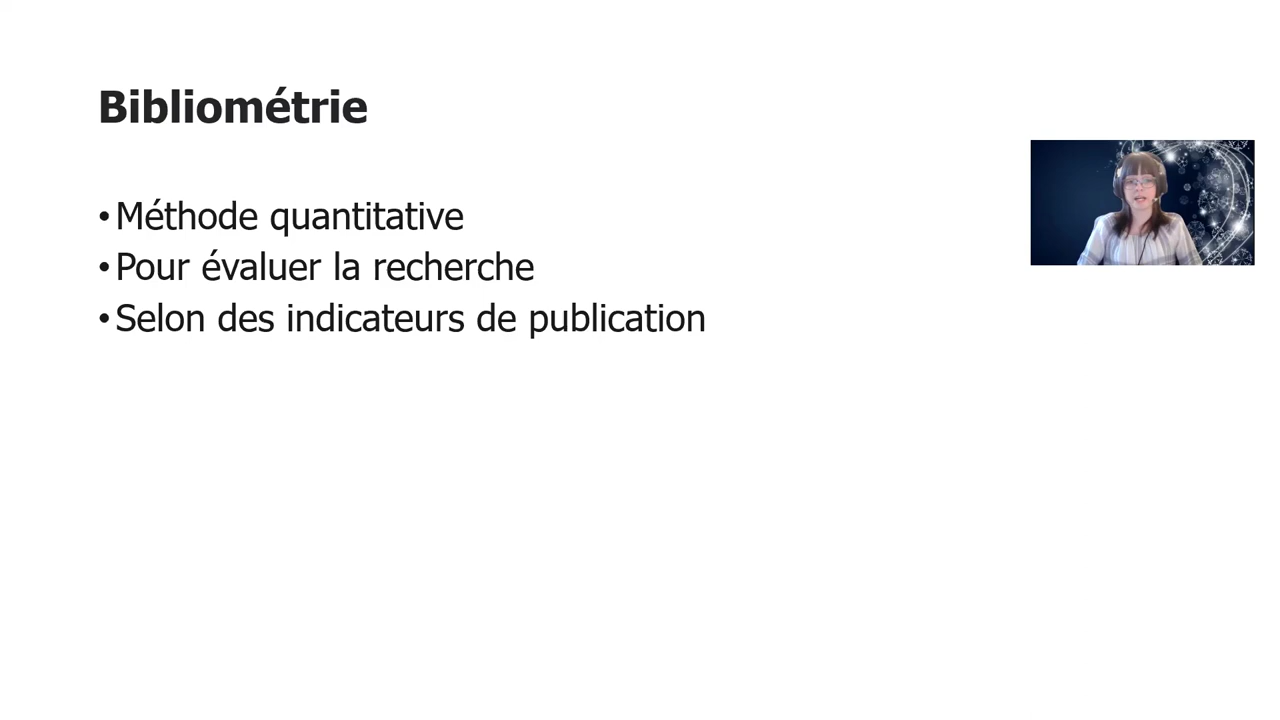 Bibliométrie
• Méthode quantitative
• Pour évaluer la recherche
• Selon des indicateurs de publication